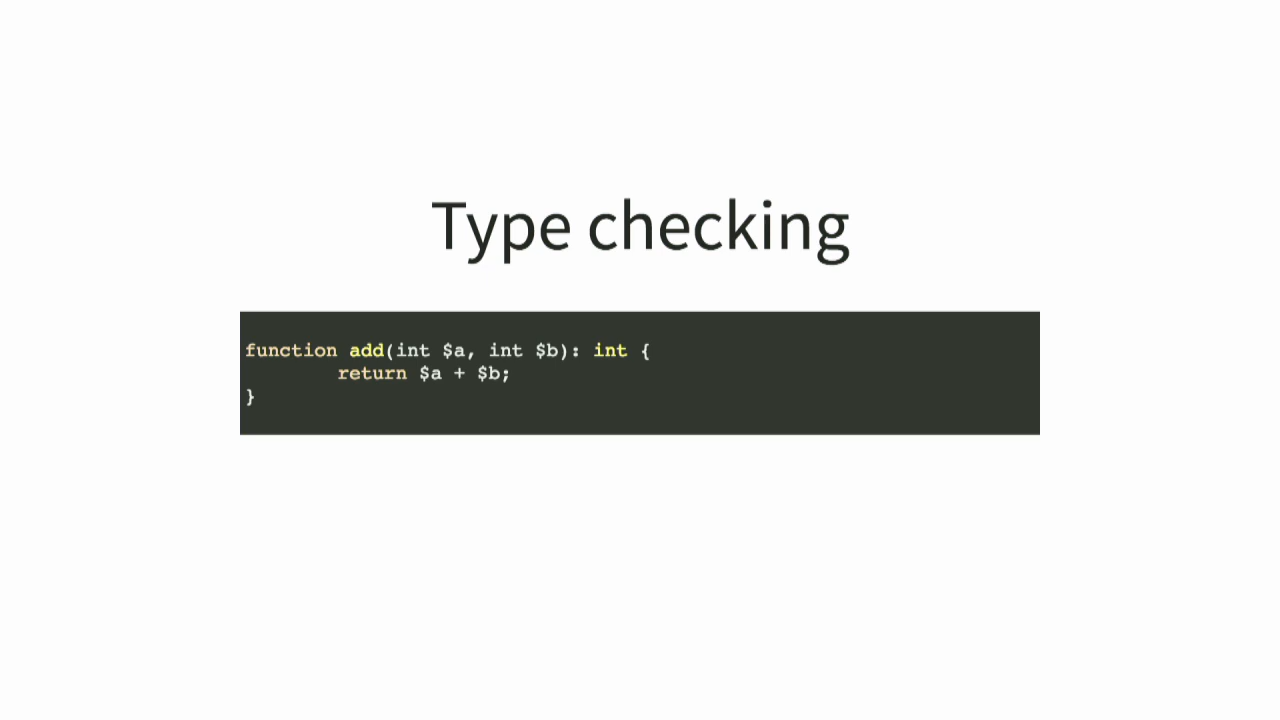 Type checking
function add(int $a, int $b): int {
return $a + $b;
}